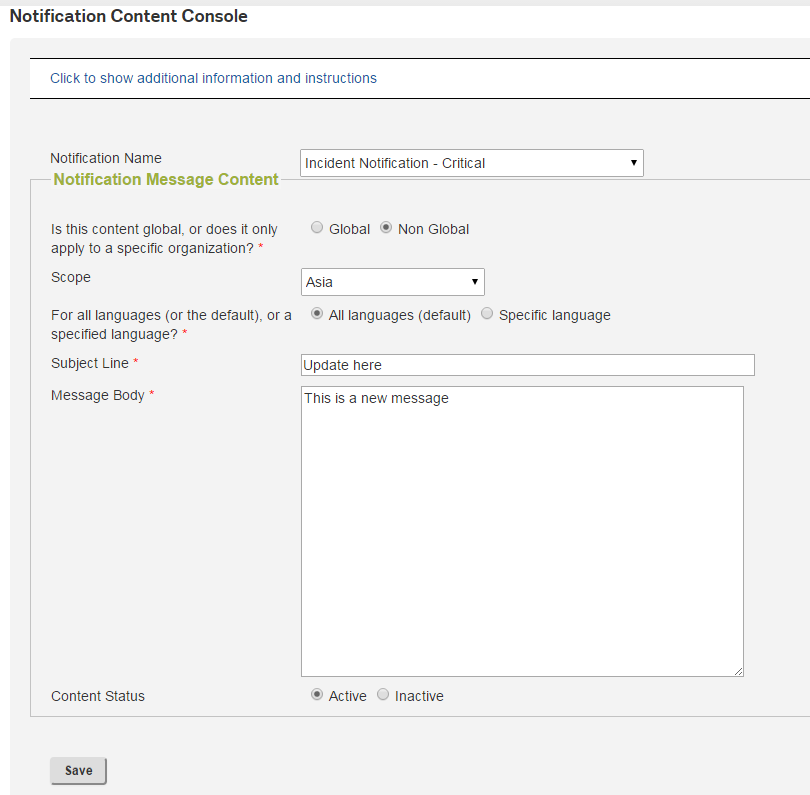 Notification Content Console
Click to show additional information and instructions
Notification Name
Incident Notification - Critical
Notification Message Content
Is this content global, or does it only
apply to a specific organization? *
Global Non Global
Scope
Asia
For all languages (or the default), or a
specified language? *
All languages (default) Specific language
Subject Line *
Update here
Message Body *
This is a new message
Content Status
Active Inactive
Save